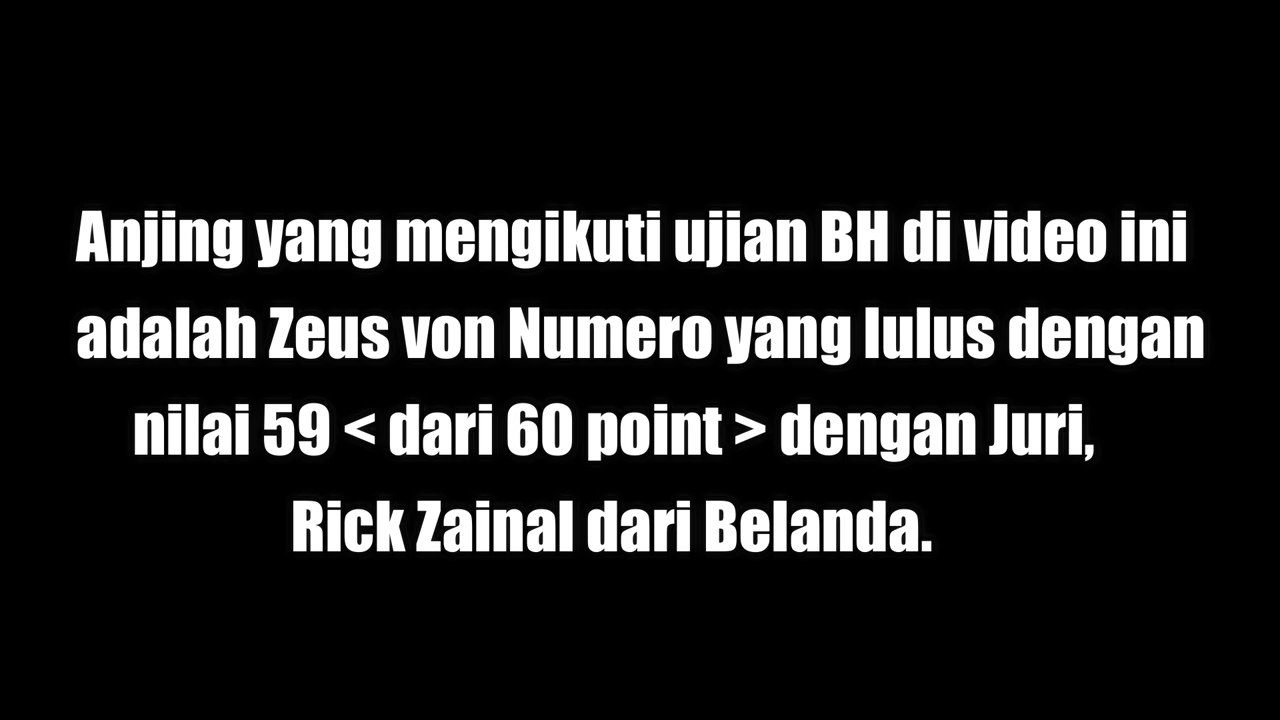 Anjing yang mengikuti ujian BH di video ini
adalah Zeus von Numero yang lulus dengan
nilai 59 < dari 60 point > dengan Juri,
Rick Zainal dari Belanda.